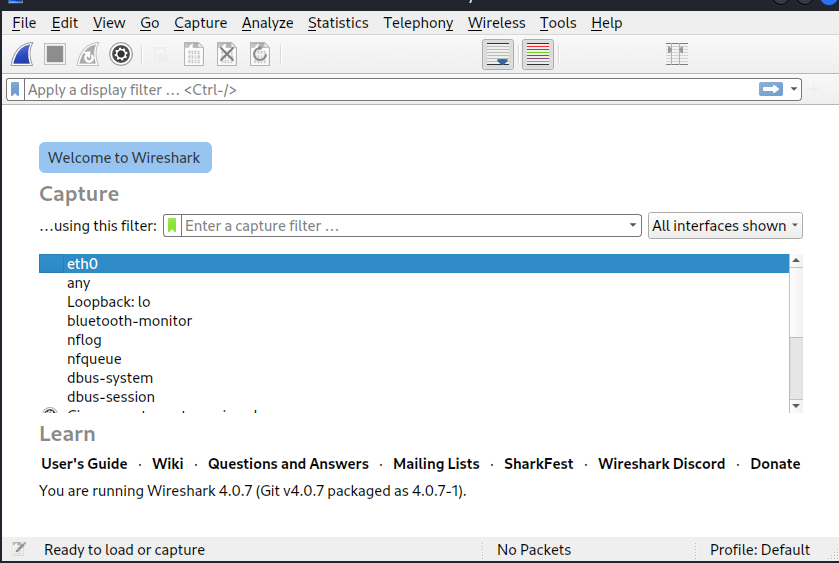 File Edit View Go Capture Analyze Statistics Telephony Wireless Tools Help
Apply a display filter … <Ctrl-/>
Welcome to Wireshark
Capture
…using this filter: Enter a capture filter … All interfaces shown
eth0
any
Loopback: lo
bluetooth-monitor
nflog
nfqueue
dbus-system
dbus-session
Learn
User's Guide · Wiki · Questions and Answers · Mailing Lists · SharkFest · Wireshark Discord · Donate
You are running Wireshark 4.0.7 (Git v4.0.7 packaged as 4.0.7-1).
Ready to load or capture No Packets Profile: Default